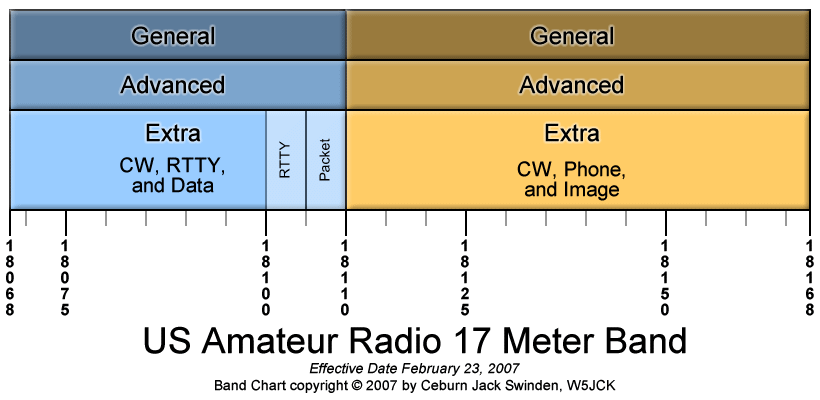 General General
Advanced Advanced
Extra Extra
CW, RTTY, and Data
RTTY
Packet
CW, Phone, and Image
18068 18075 18100 18110 18125 18150 18168
US Amateur Radio 17 Meter Band
Effective Date February 23, 2007
Band Chart copyright © 2007 by Ceburn Jack Swinden, W5JCK